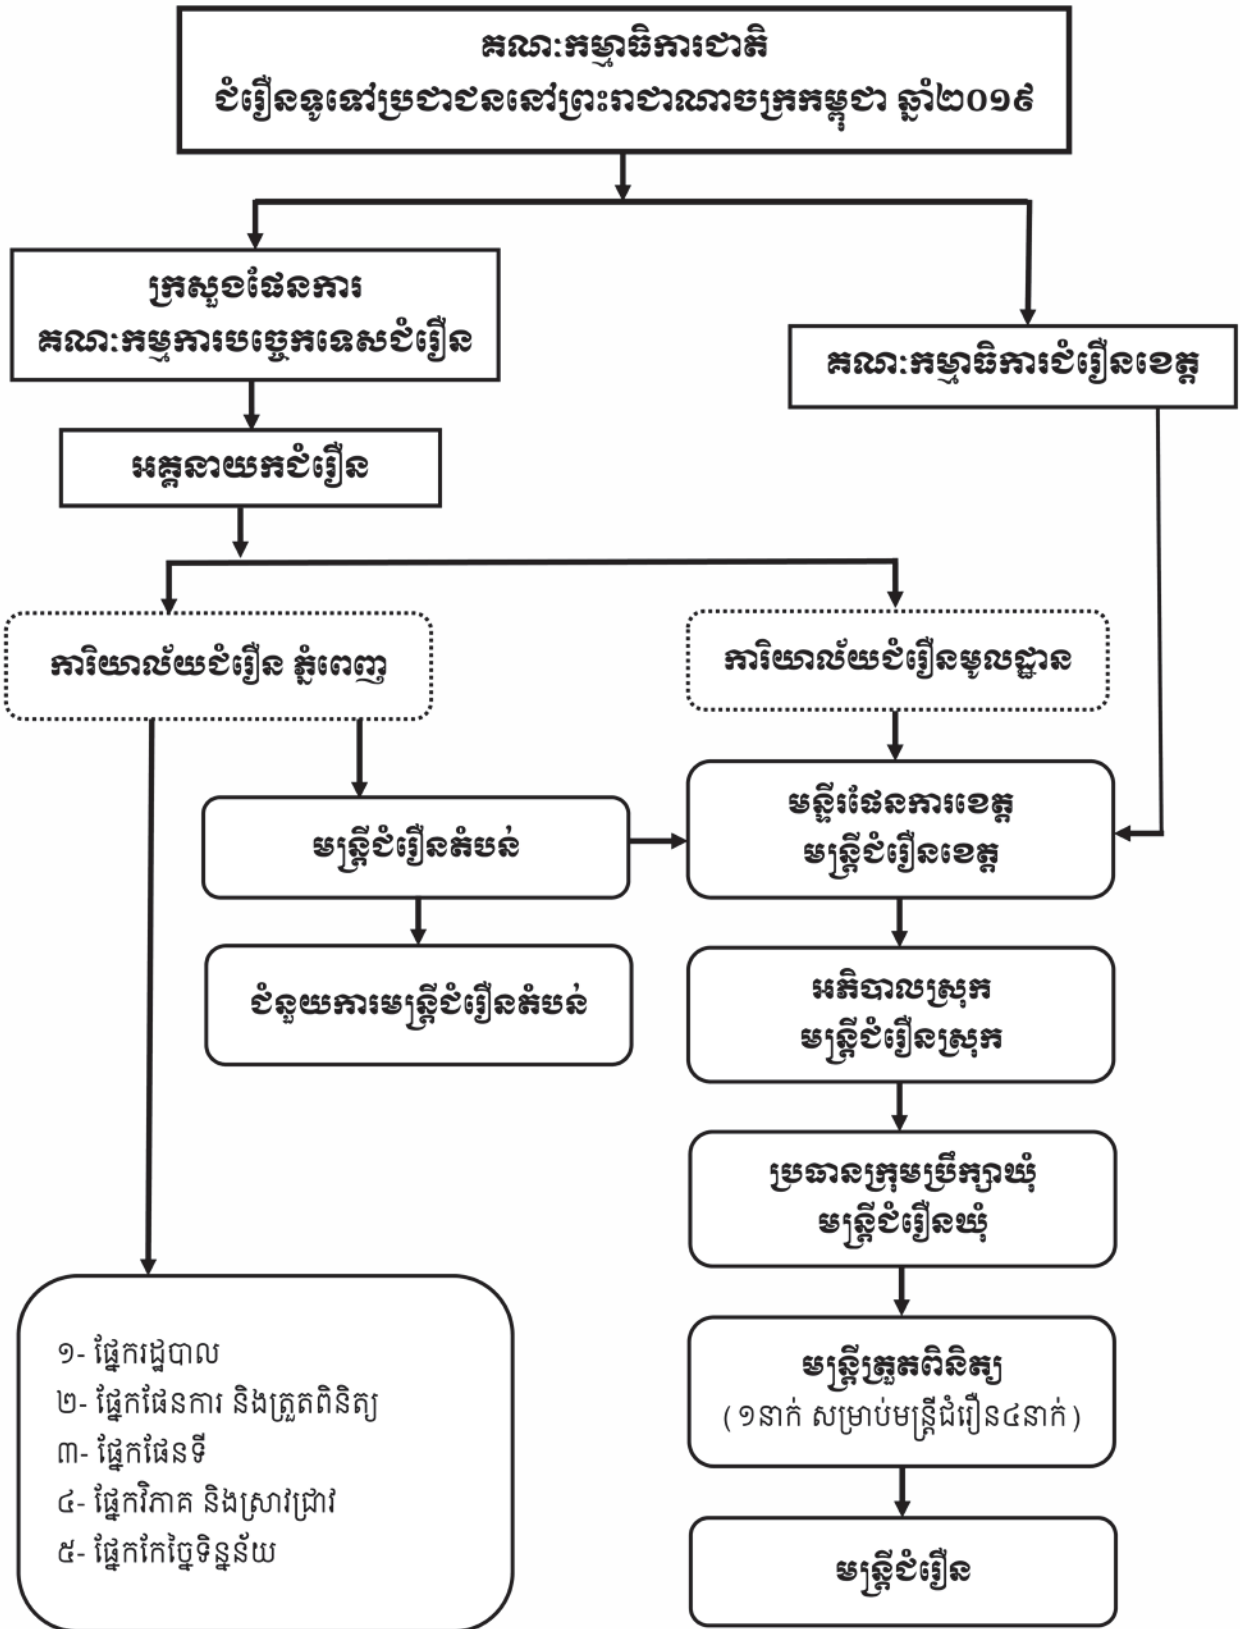 គណៈកម្មាធិការជាតិ
ជំរឿនទូទៅប្រជាជននៅព្រះរាជាណាចក្រកម្ពុជា ឆ្នាំ២០១៩
ក្រសួងផែនការ
គណៈកម្មការបច្ចេកទេសជំរឿន
គណៈកម្មាធិការជំរឿនខេត្ត
អគ្គនាយកជំរឿន
ការិយាល័យជំរឿន ភ្នំពេញ
ការិយាល័យជំរឿនមូលដ្ឋាន
មន្ទីរផែនការខេត្ត
មន្ត្រីជំរឿនខេត្ត
មន្ត្រីជំរឿនតំបន់
ជំនួយការមន្ត្រីជំរឿនតំបន់
អភិបាលស្រុក
មន្ត្រីជំរឿនស្រុក
ប្រធានក្រុមប្រឹក្សាឃុំ
មន្ត្រីជំរឿនឃុំ
១- ផ្នែករដ្ឋបាល
២- ផ្នែកផែនការ និងត្រួតពិនិត្យ
៣- ផ្នែកផែនទី
៤- ផ្នែកវិភាគ និងស្រាវជ្រាវ
៥- ផ្នែកកែច្នៃទិន្នន័យ
មន្ត្រីត្រួតពិនិត្យ
(១នាក់ សម្រាប់មន្ត្រីជំរឿន៤នាក់)
មន្ត្រីជំរឿន